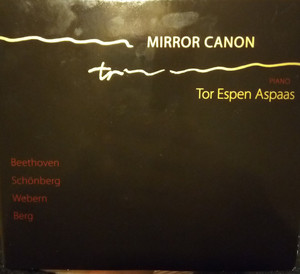 MIRROR CANON
PIANO
Tor Espen Aspaas
Beethoven
Schönberg
Webern
Berg